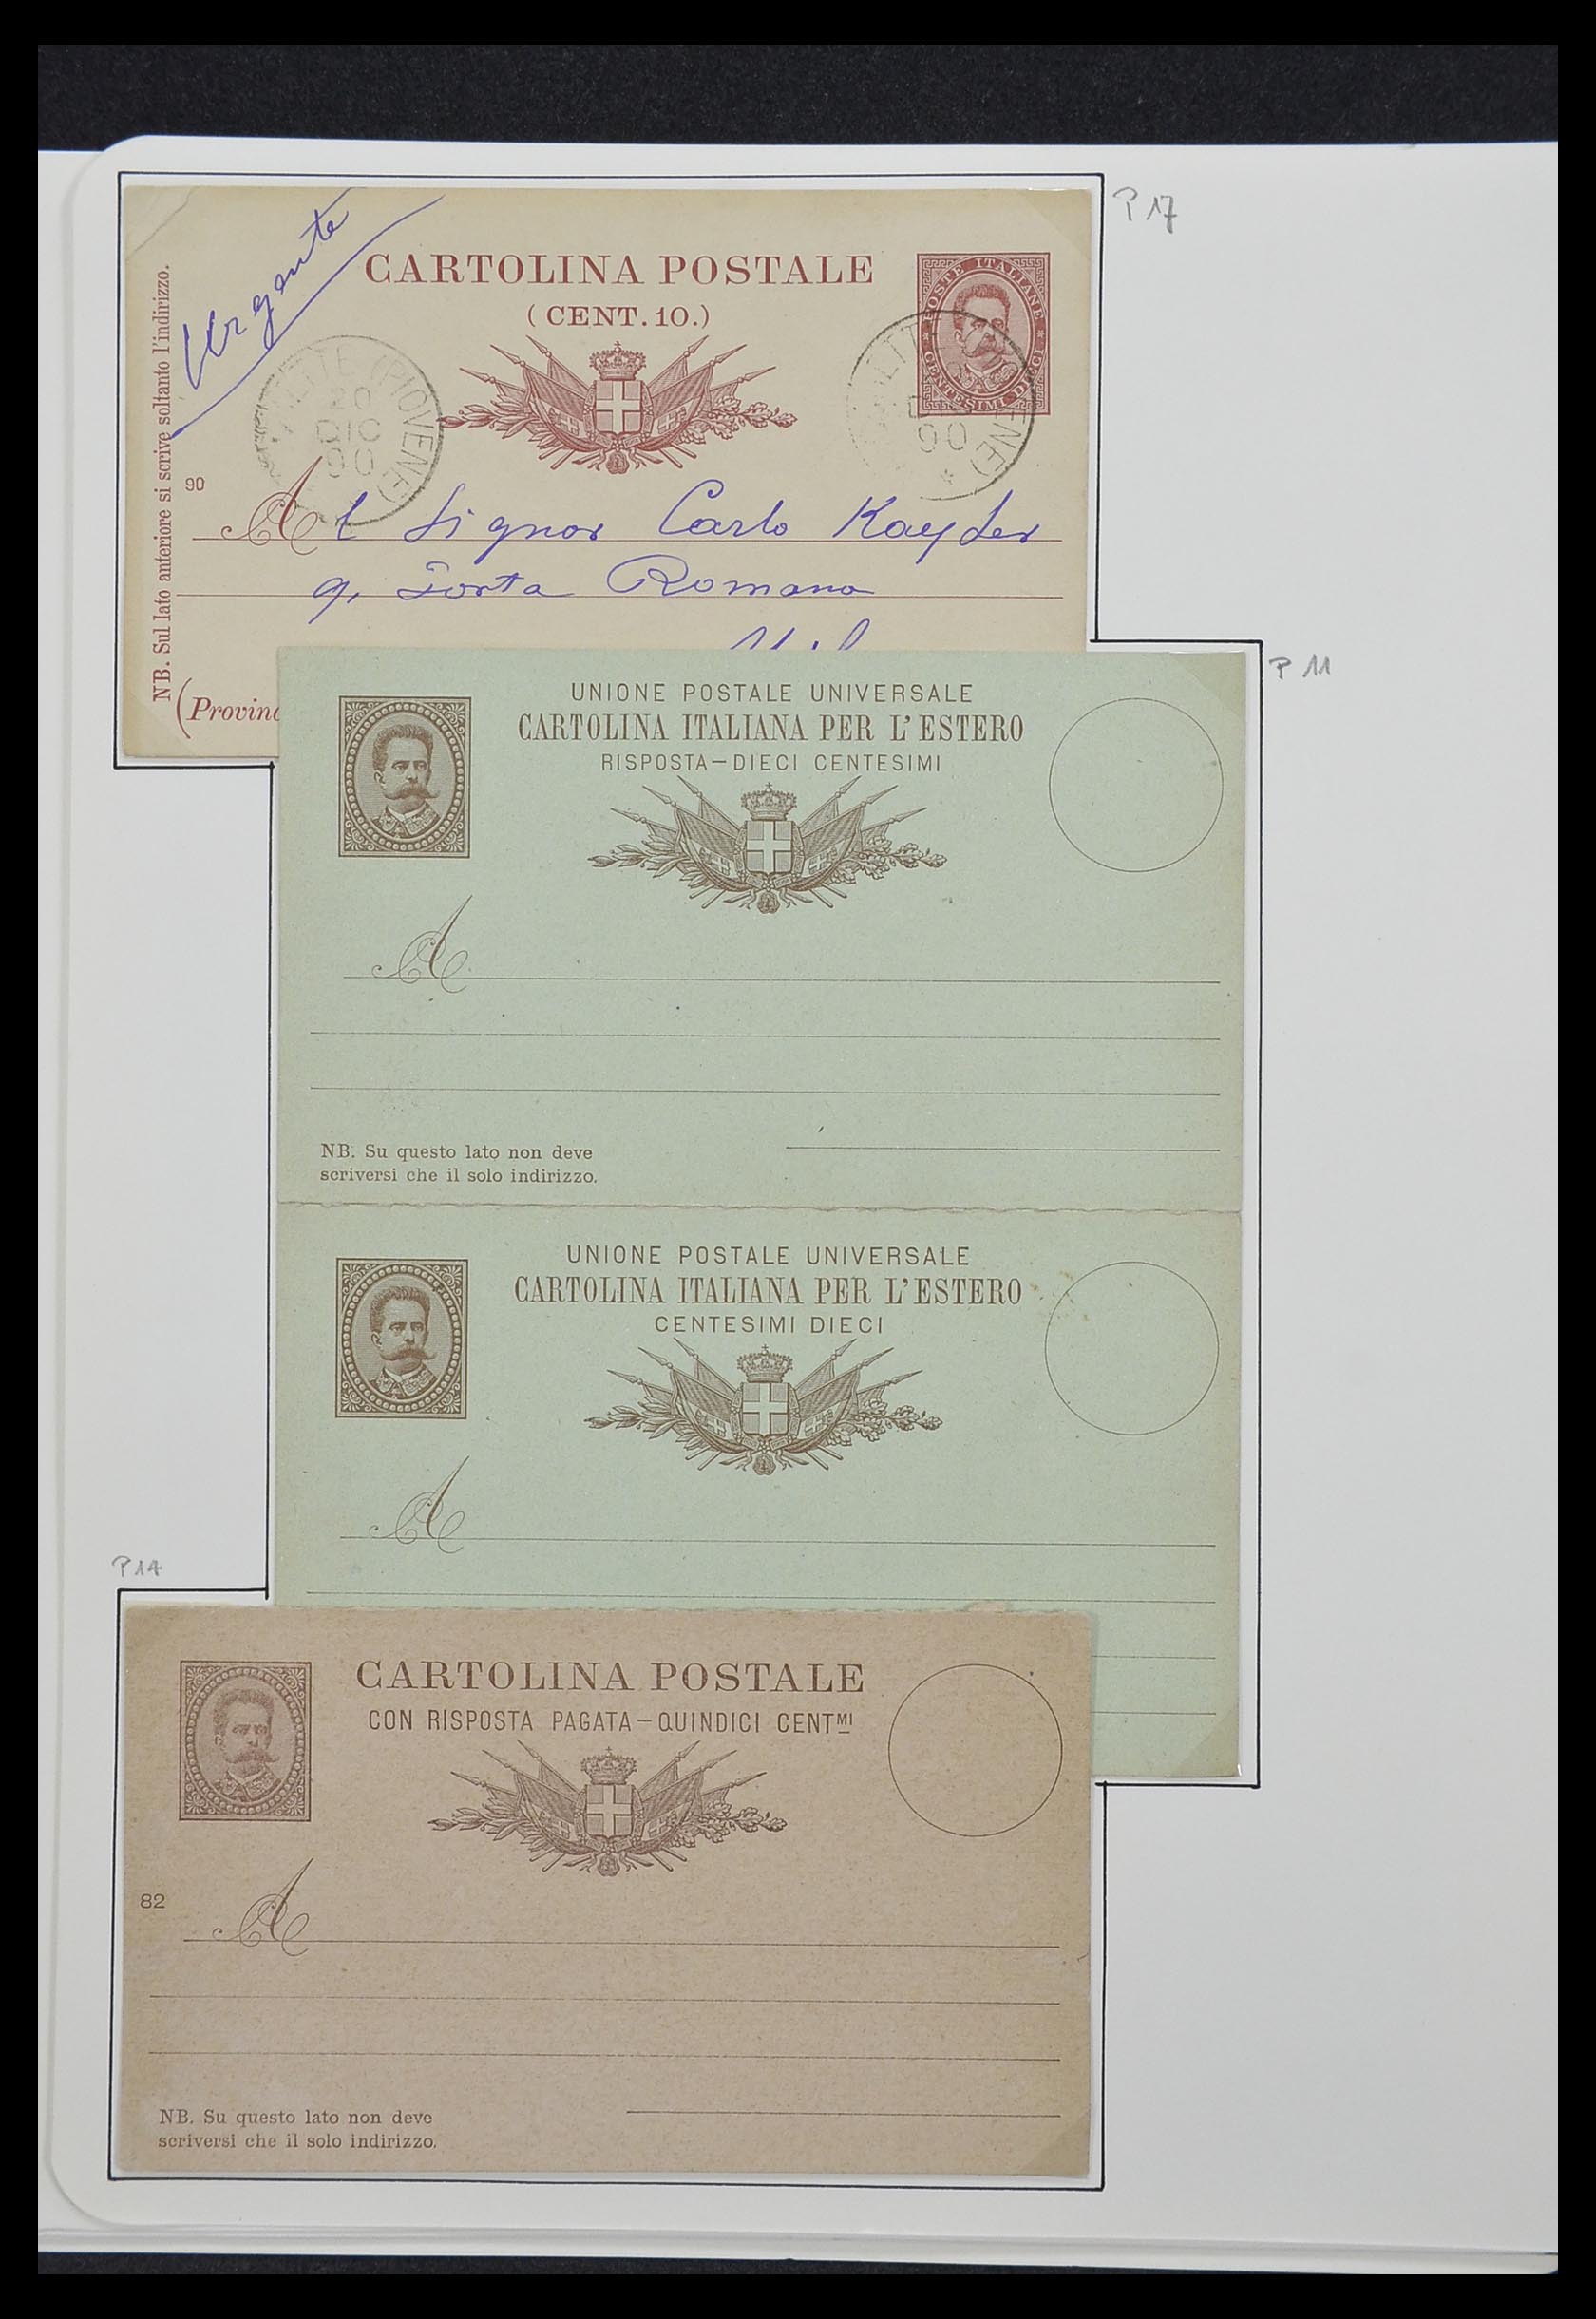 P 17
Urgente
CARTOLINA POSTALE
(CENT. 10.)
POSTE ITALIANE
CENTESIMI DIECI
NB. Sul lato anteriore si scrive soltanto l'indirizzo.
(PIOVENE)
20
DIC
90
90
90
Al Signor Carlo Kayser
9, Porta Romana
(Provinc
P 11
UNIONE POSTALE UNIVERSALE
CARTOLINA ITALIANA PER L'ESTERO
RISPOSTA—DIECI CENTESIMI
A
NB. Su questo lato non deve
scriversi che il solo indirizzo.
UNIONE POSTALE UNIVERSALE
CARTOLINA ITALIANA PER L'ESTERO
CENTESIMI DIECI
A
P 14
CARTOLINA POSTALE
CON RISPOSTA PAGATA—QUINDICI CENTMI
82
A
NB. Su questo lato non deve
scriversi che il solo indirizzo.